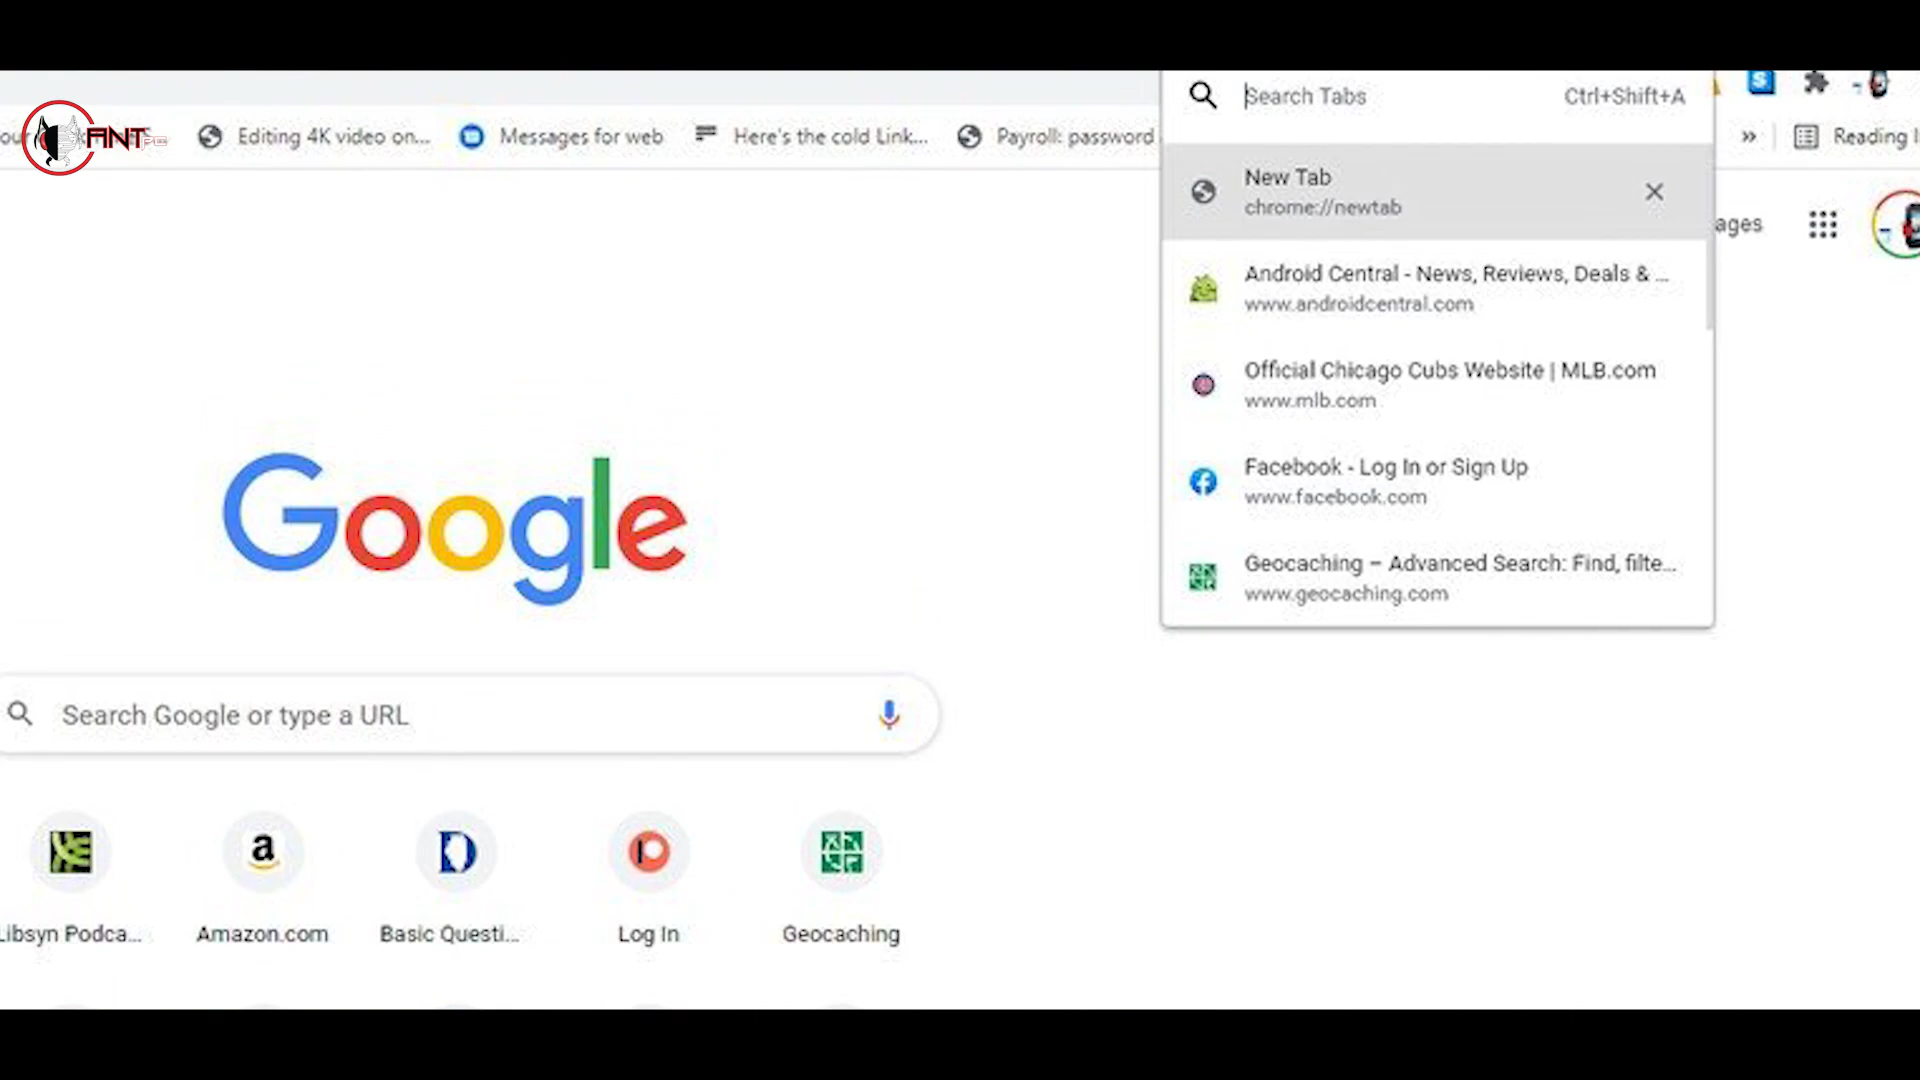 Search Tabs Ctrl+Shift+A
ANT PC
Editing 4K video on...
Messages for web
Here's the cold Link...
Payroll: password
»
Reading
New Tab
chrome://newtab
ages
Android Central - News, Reviews, Deals & ...
www.androidcentral.com
Official Chicago Cubs Website | MLB.com
www.mlb.com
Facebook - Log In or Sign Up
www.facebook.com
Geocaching – Advanced Search: Find, filte...
www.geocaching.com
Google
Search Google or type a URL
Libsyn Podca...
Amazon.com
Basic Questi...
Log In
Geocaching